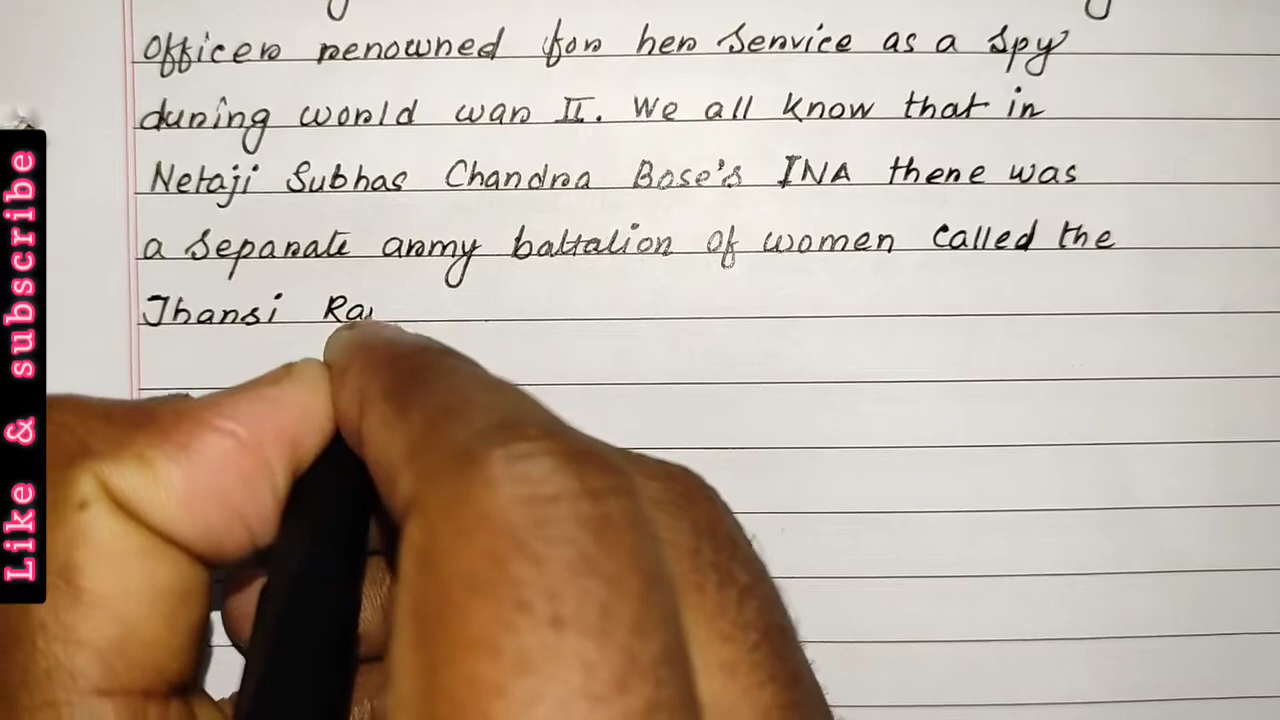 Officer renowned for her Service as a Spy
during world war II. We all know that in
Netaji Subhas Chandra Bose's INA there was
a separate army battalion of women called the
Jhansi Ra
Like & subscribe